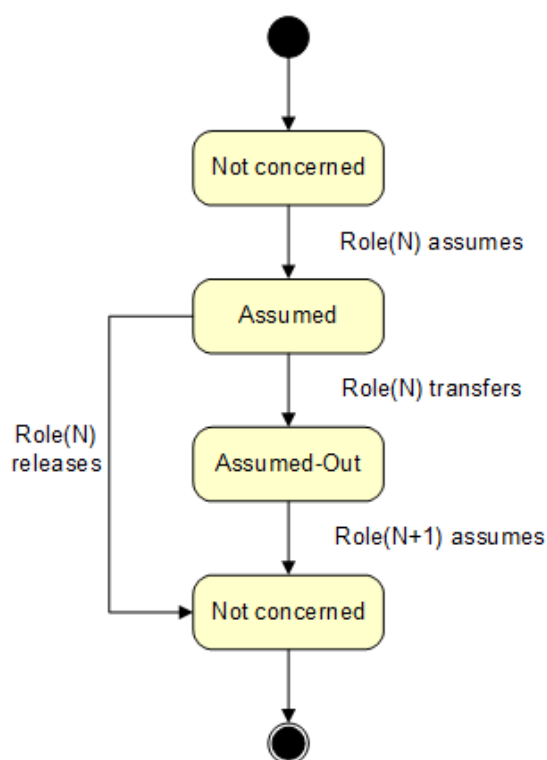 Not concerned
Role(N) assumes
Assumed
Role(N) transfers
Role(N)
releases
Assumed-Out
Role(N+1) assumes
Not concerned